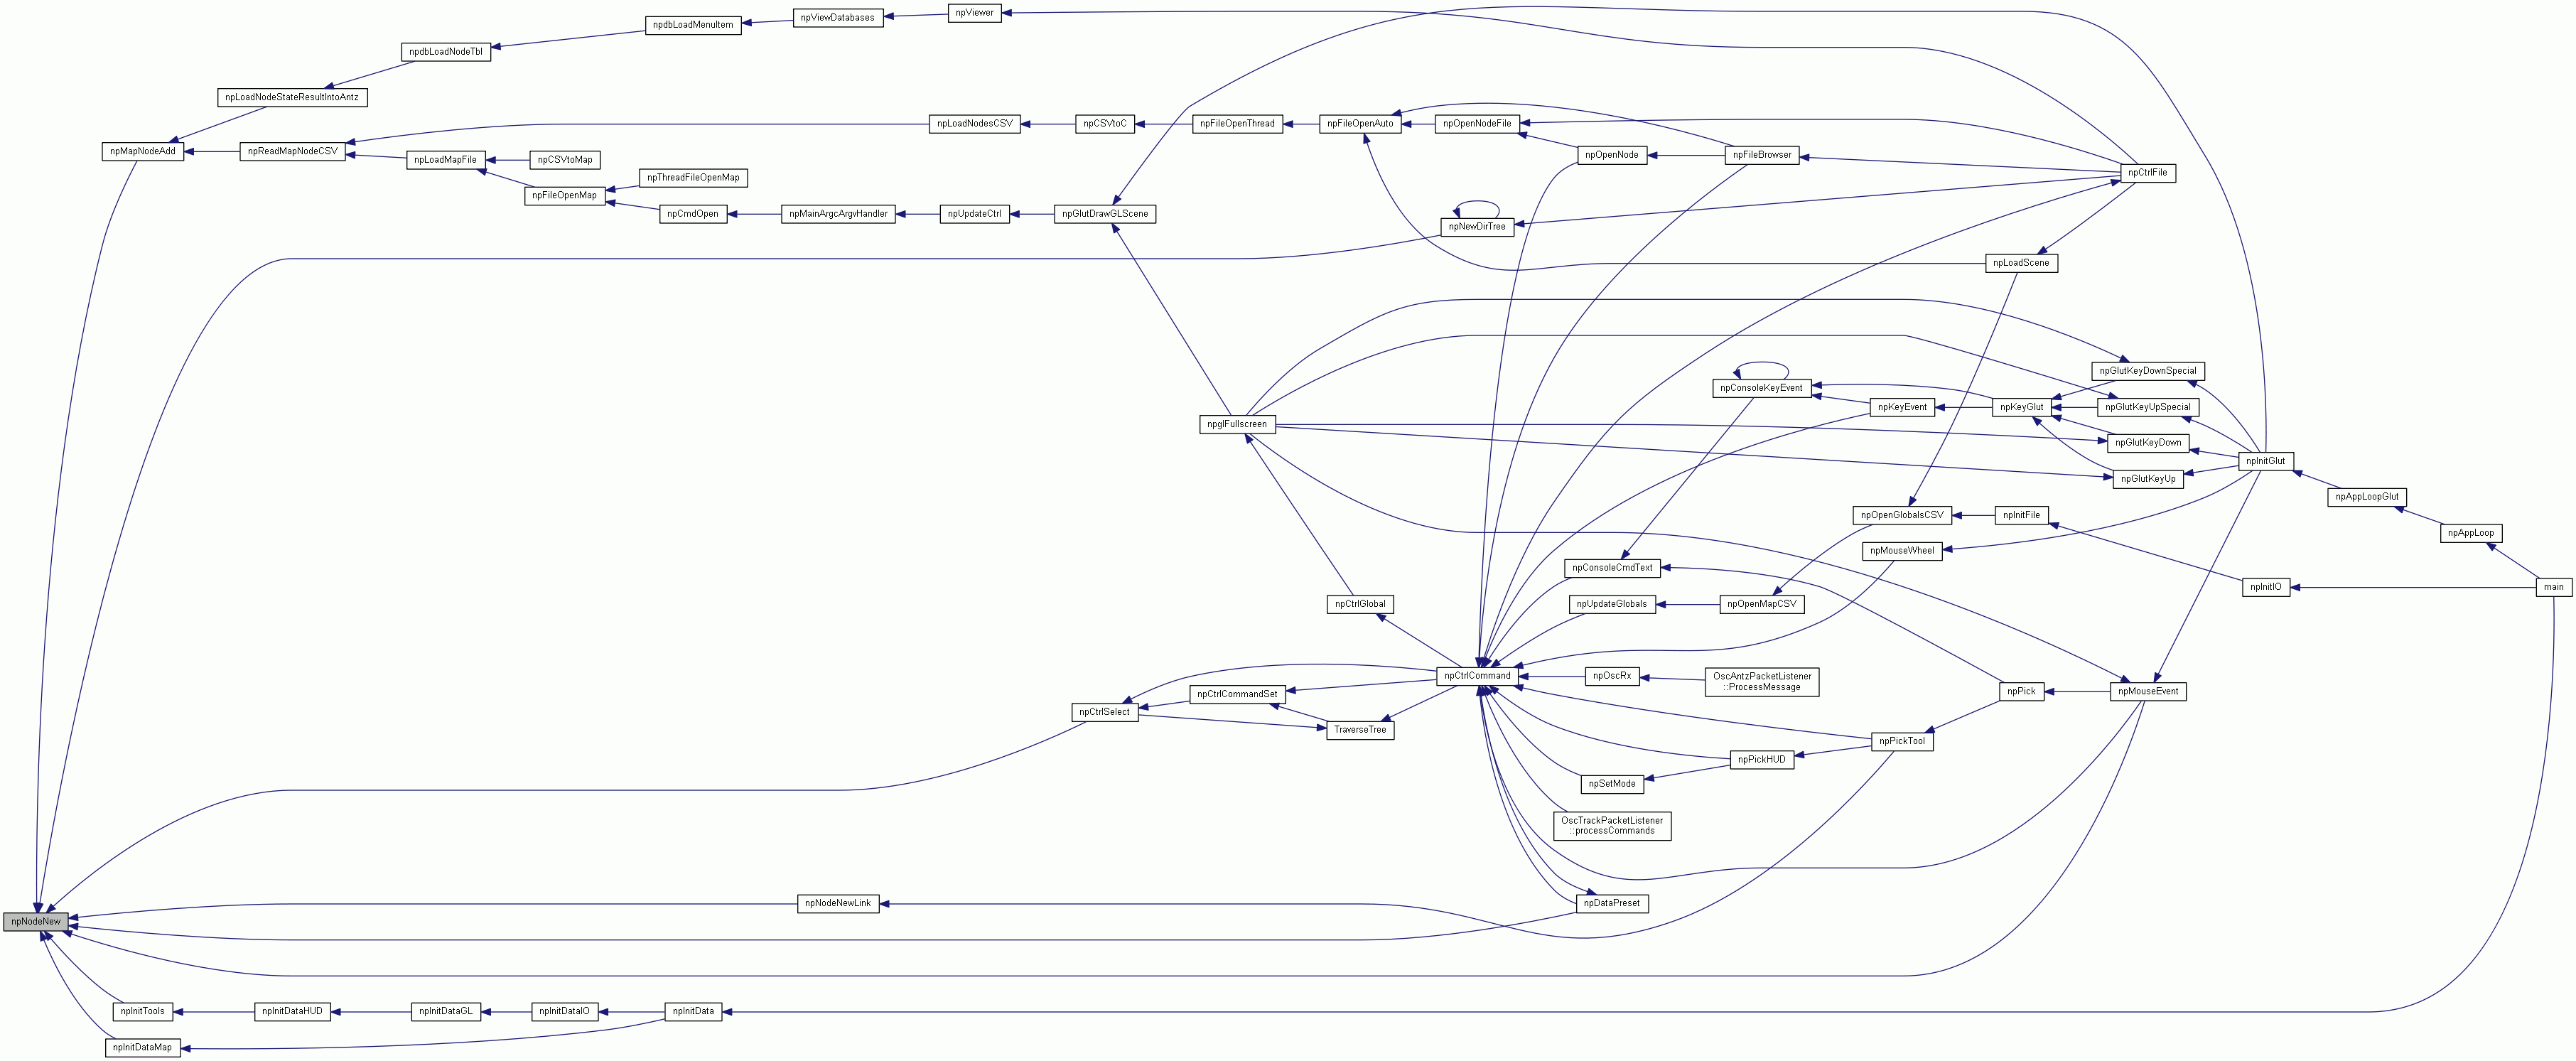 npViewer
npViewDatabases
npdbLoadMenuItem
npdbLoadNodeTbl
npLoadNodeStateResultIntoAntz
npLoadNodesCSV
npCSVtoC
npFileOpenThread
npFileOpenAuto
npOpenNodeFile
npMapNodeAdd
npReadMapNodeCSV
npLoadMapFile
npCSVtoMap
npOpenNode
npFileBrowser
npCtrlFile
npThreadFileOpenMap
npFileOpenMap
npCmdOpen
npMainArgcArgvHandler
npUpdateCtrl
npGlutDrawGLScene
npNewDirTree
npLoadScene
npGlutKeyDownSpecial
npConsoleKeyEvent
npKeyEvent
npKeyGlut
npGlutKeyUpSpecial
npglFullscreen
npGlutKeyDown
npInitGlut
npGlutKeyUp
npAppLoopGlut
npOpenGlobalsCSV
npInitFile
npAppLoop
npMouseWheel
npConsoleCmdText
npInitIO
main
npCtrlGlobal
npUpdateGlobals
npOpenMapCSV
npCtrlCommand
npOscRx
OscAntzPacketListener
::ProcessMessage
npCtrlCommandSet
npPick
npMouseEvent
npCtrlSelect
TraverseTree
npPickTool
npPickHUD
npSetMode
OscTrackPacketListener
::processCommands
npNodeNewLink
npDataPreset
npNodeNew
npInitTools
npInitDataHUD
npInitDataGL
npInitDataIO
npInitData
npInitDataMap